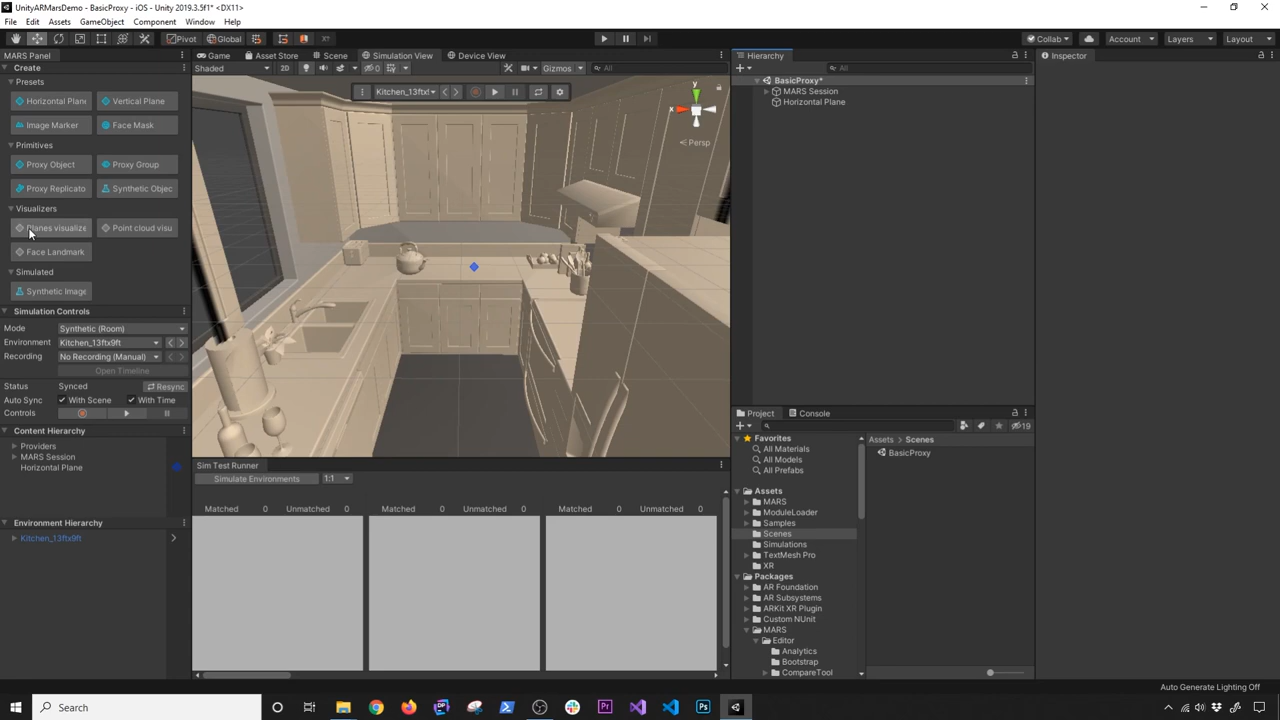 UnityARMarsDemo - BasicProxy - iOS - Unity 2019.3.5f1* <DX11>
File Edit Assets GameObject Component Window Help
Pivot Global Collab Account Layers Layout
MARS Panel
Game Asset Store Scene Simulation View Device View
Hierarchy
Inspector
Create
Shaded 2D 0 Gizmos All
All
Presets
BasicProxy*
Horizontal Plane Vertical Plane
Kitchen_13ftx!
MARS Session
Horizontal Plane
Image Marker Face Mask
y
x
Persp
Primitives
Proxy Object Proxy Group
Proxy Replicato Synthetic Objec
Visualizers
Planes visualize Point cloud visu
Face Landmark
Simulated
Synthetic Image
Simulation Controls
Mode Synthetic (Room)
Environment Kitchen_13ftx9ft
Recording No Recording (Manual)
Open Timeline
Status Synced Resync
Auto Sync With Scene With Time
Controls
Content Hierarchy
Providers
MARS Session
Horizontal Plane
Environment Hierarchy
Kitchen_13ftx9ft
Sim Test Runner
Simulate Environments 1:1
Matched 0 Unmatched 0 Matched 0 Unmatched 0 Matched 0 Unmatched 0
Project Console
19
Favorites
All Materials
All Models
All Prefabs
Assets
MARS
ModuleLoader
Samples
Scenes
Simulations
TextMesh Pro
XR
Packages
AR Foundation
AR Subsystems
ARKit XR Plugin
Custom NUnit
MARS
Editor
Analytics
Bootstrap
CompareTool
Assets Scenes
BasicProxy
Auto Generate Lighting Off
Search